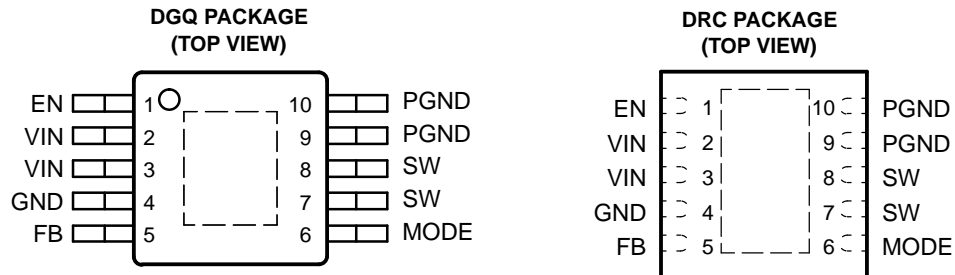 DGQ PACKAGE
(TOP VIEW)
EN 1 10 PGND
VIN 2 9 PGND
VIN 3 8 SW
GND 4 7 SW
FB 5 6 MODE
DRC PACKAGE
(TOP VIEW)
EN 1 10 PGND
VIN 2 9 PGND
VIN 3 8 SW
GND 4 7 SW
FB 5 6 MODE